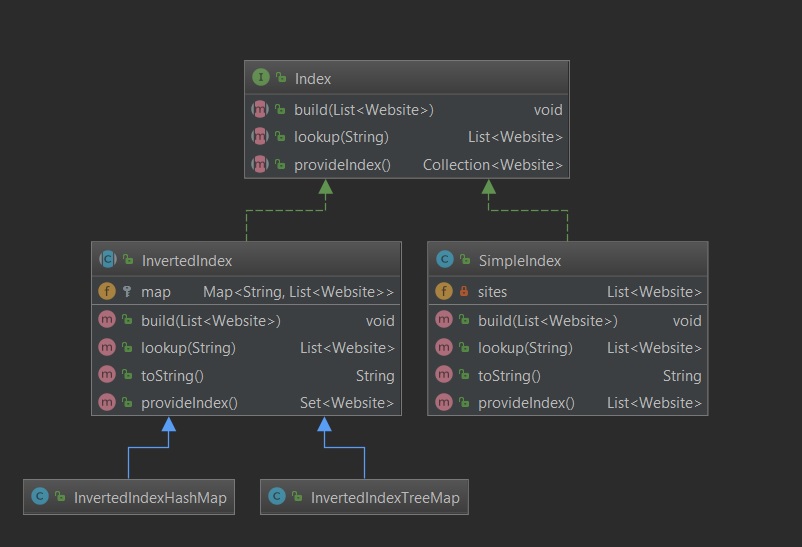 I Index
m build(List<Website>) void
m lookup(String) List<Website>
m provideIndex() Collection<Website>
C InvertedIndex
f map Map<String, List<Website>>
m build(List<Website>) void
m lookup(String) List<Website>
m toString() String
m provideIndex() Set<Website>
C SimpleIndex
f sites List<Website>
m build(List<Website>) void
m lookup(String) List<Website>
m toString() String
m provideIndex() List<Website>
C InvertedIndexHashMap
C InvertedIndexTreeMap